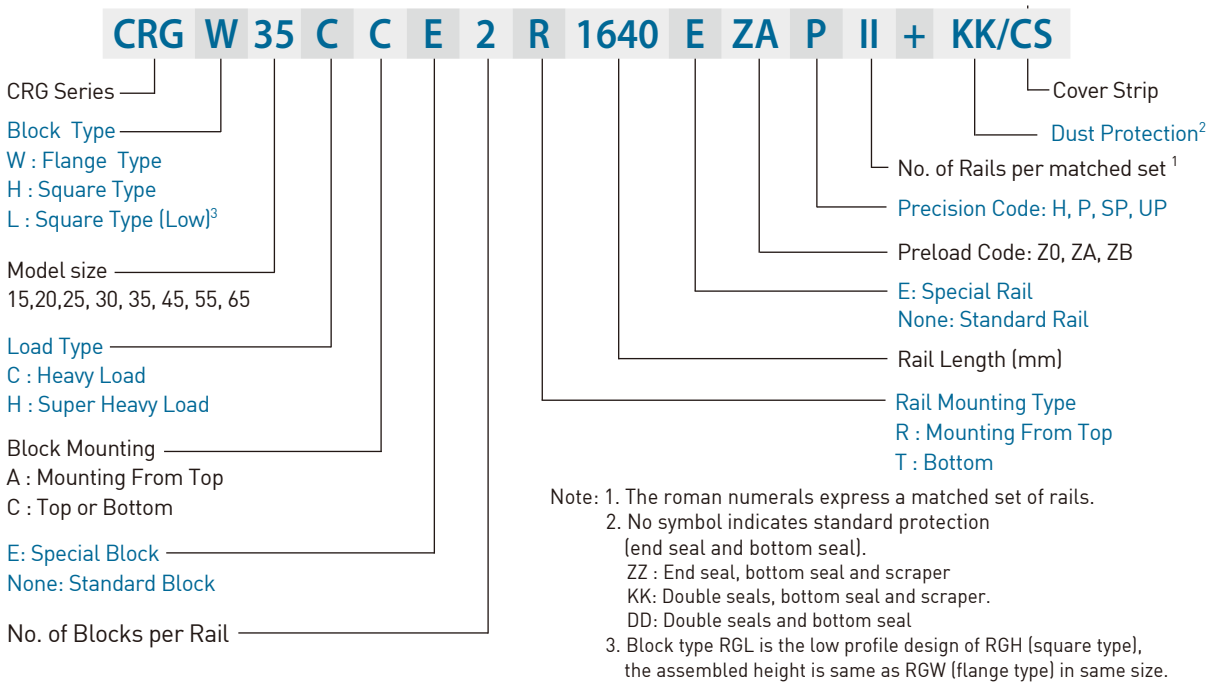 CRG W 35 C C E 2 R 1640 E ZA P II + KK/CS
CRG Series
Block Type
W : Flange Type
H : Square Type
L : Square Type (Low)3
Model size
15,20,25, 30, 35, 45, 55, 65
Load Type
C : Heavy Load
H : Super Heavy Load
Block Mounting
A : Mounting From Top
C : Top or Bottom
E: Special Block
None: Standard Block
No. of Blocks per Rail
Cover Strip
Dust Protection2
No. of Rails per matched set 1
Precision Code: H, P, SP, UP
Preload Code: Z0, ZA, ZB
E: Special Rail
None: Standard Rail
Rail Length (mm)
Rail Mounting Type
R : Mounting From Top
T : Bottom
Note: 1. The roman numerals express a matched set of rails.
2. No symbol indicates standard protection
(end seal and bottom seal).
ZZ : End seal, bottom seal and scraper
KK: Double seals, bottom seal and scraper.
DD: Double seals and bottom seal
3. Block type RGL is the low profile design of RGH (square type),
the assembled height is same as RGW (flange type) in same size.